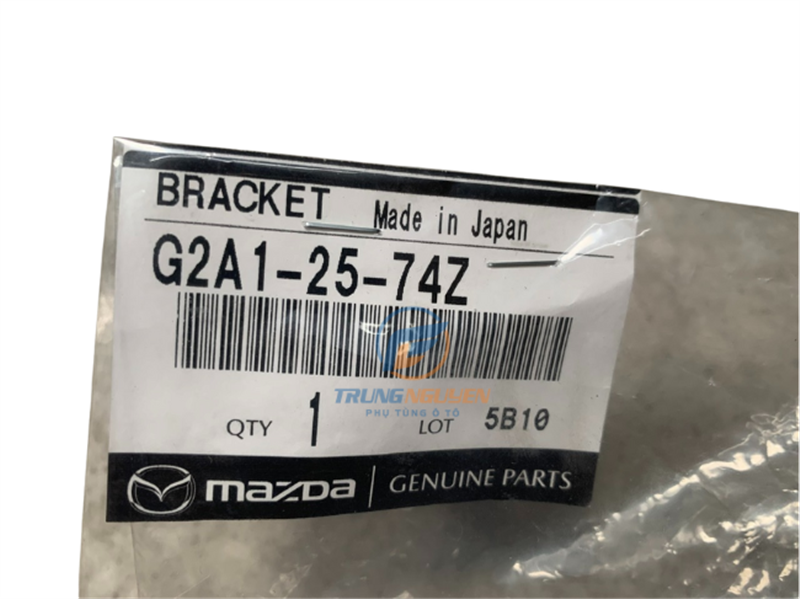 BRACKET Made in Japan
G2A1-25-74Z
TRUNG NGUYEN
PHỤ TÙNG Ô TÔ
QTY 1 LOT 5B10
mazda GENUINE PARTS